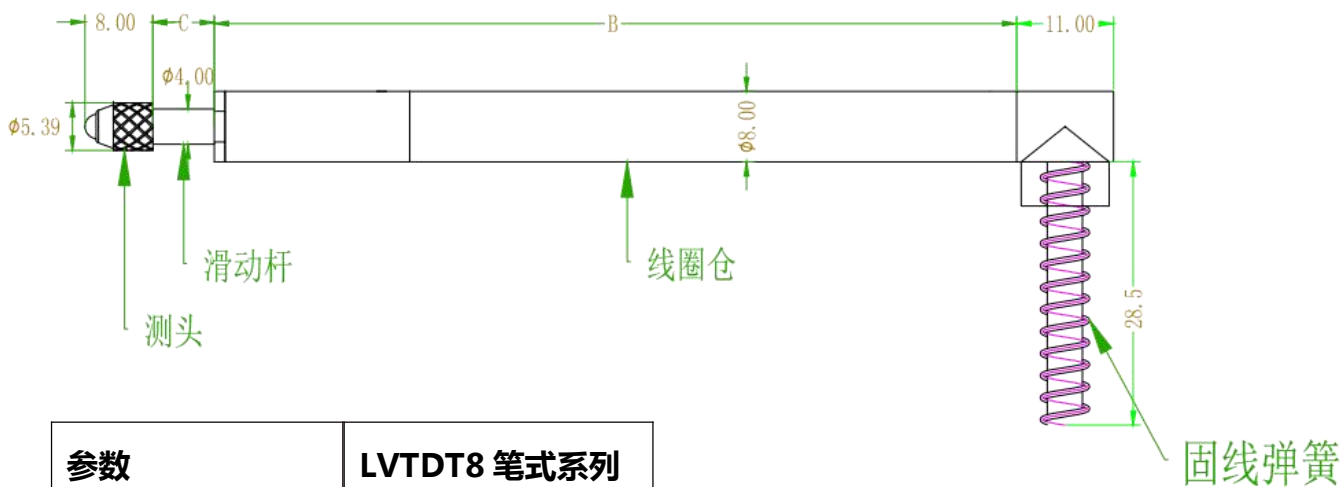 8.00
C
B
11.00
ϕ4.00
ϕ5.39
ϕ8.00
滑动杆
线圈仓
测头
28.5
固线弹簧
参数
LVTDT8 笔式系列